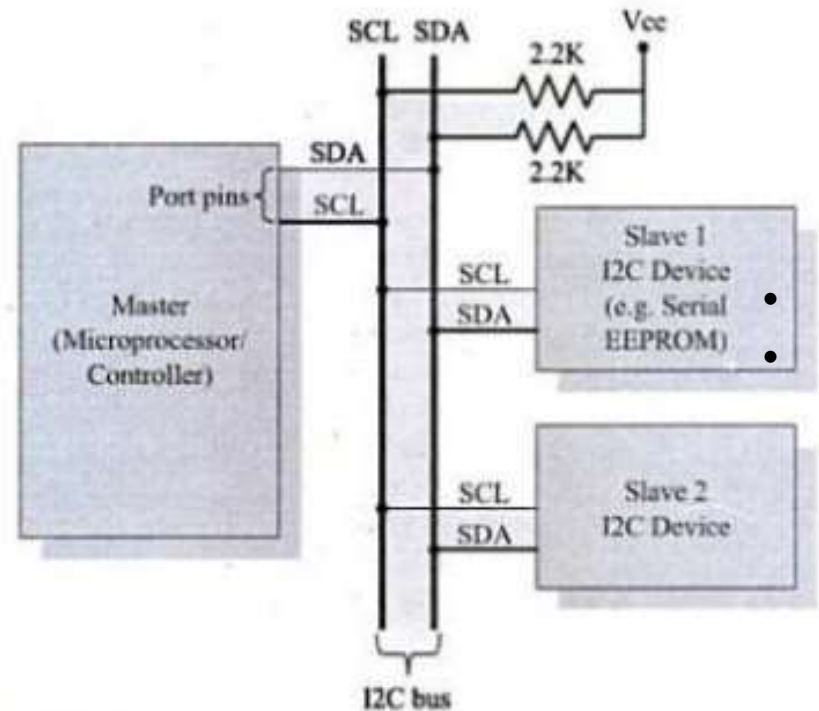 SCL SDA
Vcc
2.2K
2.2K
SDA
Port pins
SCL
Master
(Microprocessor/
Controller)
Slave 1
I2C Device
(e.g. Serial
EEPROM)
SCL
SDA
Slave 2
I2C Device
SCL
SDA
I2C bus